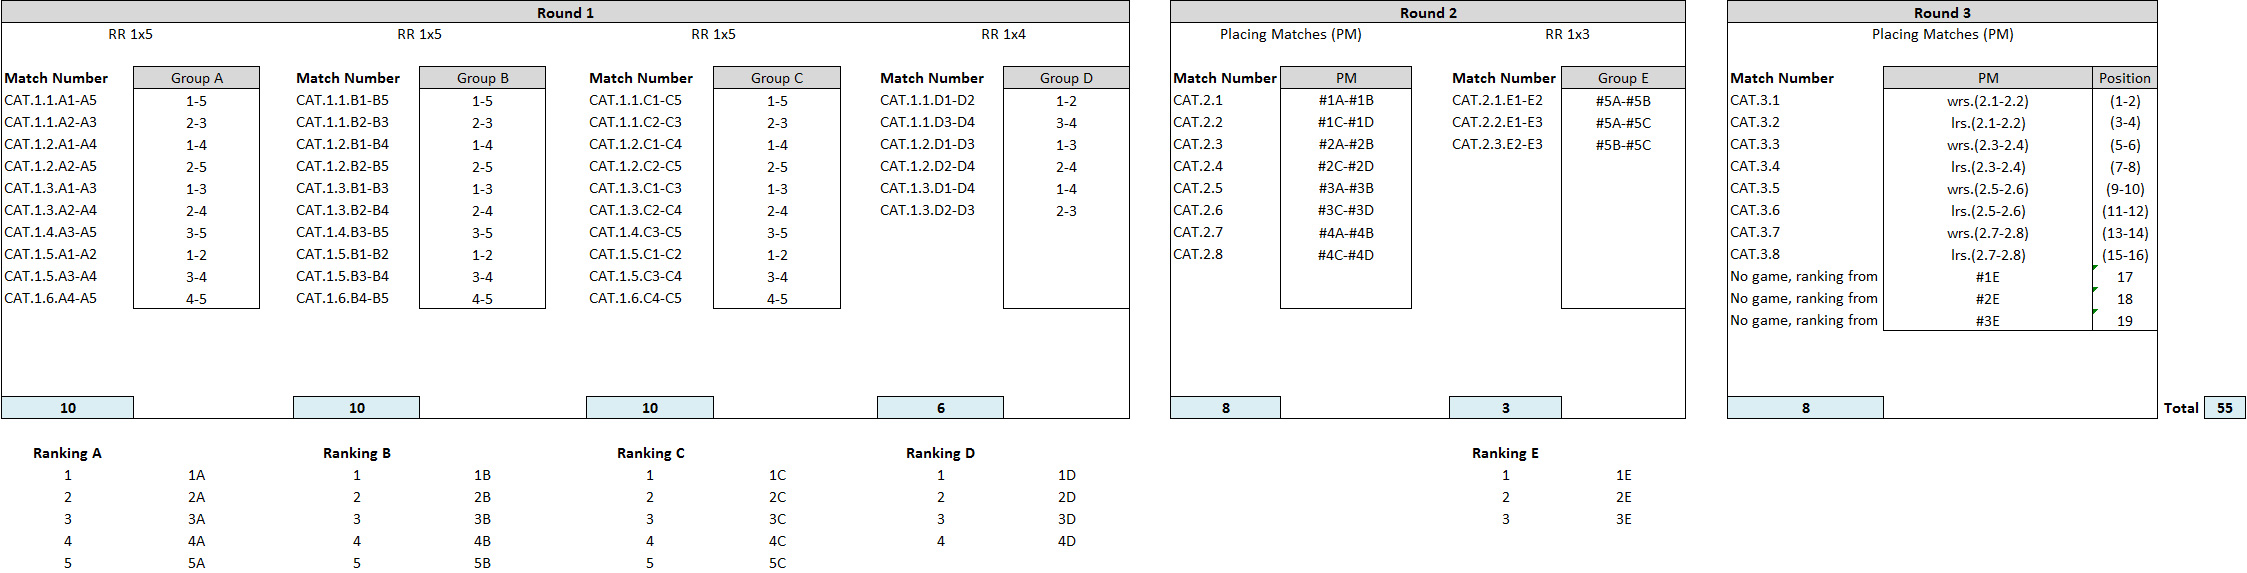 Round 1 Round 2 Round 3
RR 1x5 RR 1x5 RR 1x5 RR 1x4 Placing Matches (PM) RR 1x3 Placing Matches (PM)
Match Number Group A Match Number Group B Match Number Group C Match Number Group D Match Number PM Match Number Group E Match Number PM Position
CAT.1.1.A1-A5 1-5 CAT.1.1.B1-B5 1-5 CAT.1.1.C1-C5 1-5 CAT.1.1.D1-D2 1-2 CAT.2.1 #1A-#1B CAT.2.1.E1-E2 #5A-#5B CAT.3.1 wrs.(2.1-2.2) (1-2)
CAT.1.1.A2-A3 2-3 CAT.1.1.B2-B3 2-3 CAT.1.1.C2-C3 2-3 CAT.1.1.D3-D4 3-4 CAT.2.2 #1C-#1D CAT.2.2.E1-E3 #5A-#5C CAT.3.2 lrs.(2.1-2.2) (3-4)
CAT.1.2.A1-A4 1-4 CAT.1.2.B1-B4 1-4 CAT.1.2.C1-C4 1-4 CAT.1.2.D1-D3 1-3 CAT.2.3 #2A-#2B CAT.2.3.E2-E3 #5B-#5C CAT.3.3 wrs.(2.3-2.4) (5-6)
CAT.1.2.A2-A5 2-5 CAT.1.2.B2-B5 2-5 CAT.1.2.C2-C5 2-5 CAT.1.2.D2-D4 2-4 CAT.2.4 #2C-#2D CAT.3.4 lrs.(2.3-2.4) (7-8)
CAT.1.3.A1-A3 1-3 CAT.1.3.B1-B3 1-3 CAT.1.3.C1-C3 1-3 CAT.1.3.D1-D4 1-4 CAT.2.5 #3A-#3B CAT.3.5 wrs.(2.5-2.6) (9-10)
CAT.1.3.A2-A4 2-4 CAT.1.3.B2-B4 2-4 CAT.1.3.C2-C4 2-4 CAT.1.3.D2-D3 2-3 CAT.2.6 #3C-#3D CAT.3.6 lrs.(2.5-2.6) (11-12)
CAT.1.4.A3-A5 3-5 CAT.1.4.B3-B5 3-5 CAT.1.4.C3-C5 3-5 CAT.2.7 #4A-#4B CAT.3.7 wrs.(2.7-2.8) (13-14)
CAT.1.5.A1-A2 1-2 CAT.1.5.B1-B2 1-2 CAT.1.5.C1-C2 1-2 CAT.2.8 #4C-#4D CAT.3.8 lrs.(2.7-2.8) (15-16)
CAT.1.5.A3-A4 3-4 CAT.1.5.B3-B4 3-4 CAT.1.5.C3-C4 3-4 No game, ranking from #1E 17
CAT.1.6.A4-A5 4-5 CAT.1.6.B4-B5 4-5 CAT.1.6.C4-C5 4-5 No game, ranking from #2E 18
No game, ranking from #3E 19
10 10 10 6 8 3 8 Total 55
Ranking A Ranking B Ranking C Ranking D Ranking E
1 1A 1 1B 1 1C 1 1D 1 1E
2 2A 2 2B 2 2C 2 2D 2 2E
3 3A 3 3B 3 3C 3 3D 3 3E
4 4A 4 4B 4 4C 4 4D
5 5A 5 5B 5 5C